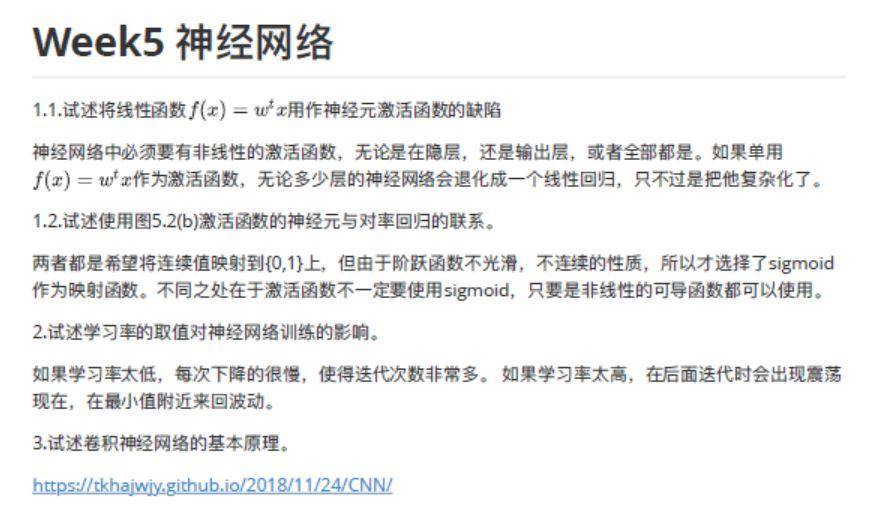 Week5 神经网络
1.1.试述将线性函数f(x) = wᵗx用作神经元激活函数的缺陷
神经网络中必须要有非线性的激活函数，无论是在隐层，还是输出层，或者全部都是。如果单用
f(x) = wᵗx作为激活函数，无论多少层的神经网络会退化成一个线性回归，只不过是把他复杂化了。
1.2.试述使用图5.2(b)激活函数的神经元与对率回归的联系。
两者都是希望将连续值映射到{0,1}上，但由于阶跃函数不光滑，不连续的性质，所以才选择了sigmoid
作为映射函数。不同之处在于激活函数不一定要使用sigmoid，只要是非线性的可导函数都可以使用。
2.试述学习率的取值对神经网络训练的影响。
如果学习率太低，每次下降的很慢，使得迭代次数非常多。 如果学习率太高，在后面迭代时会出现震荡
现在，在最小值附近来回波动。
3.试述卷积神经网络的基本原理。
https://tkhajwjy.github.io/2018/11/24/CNN/